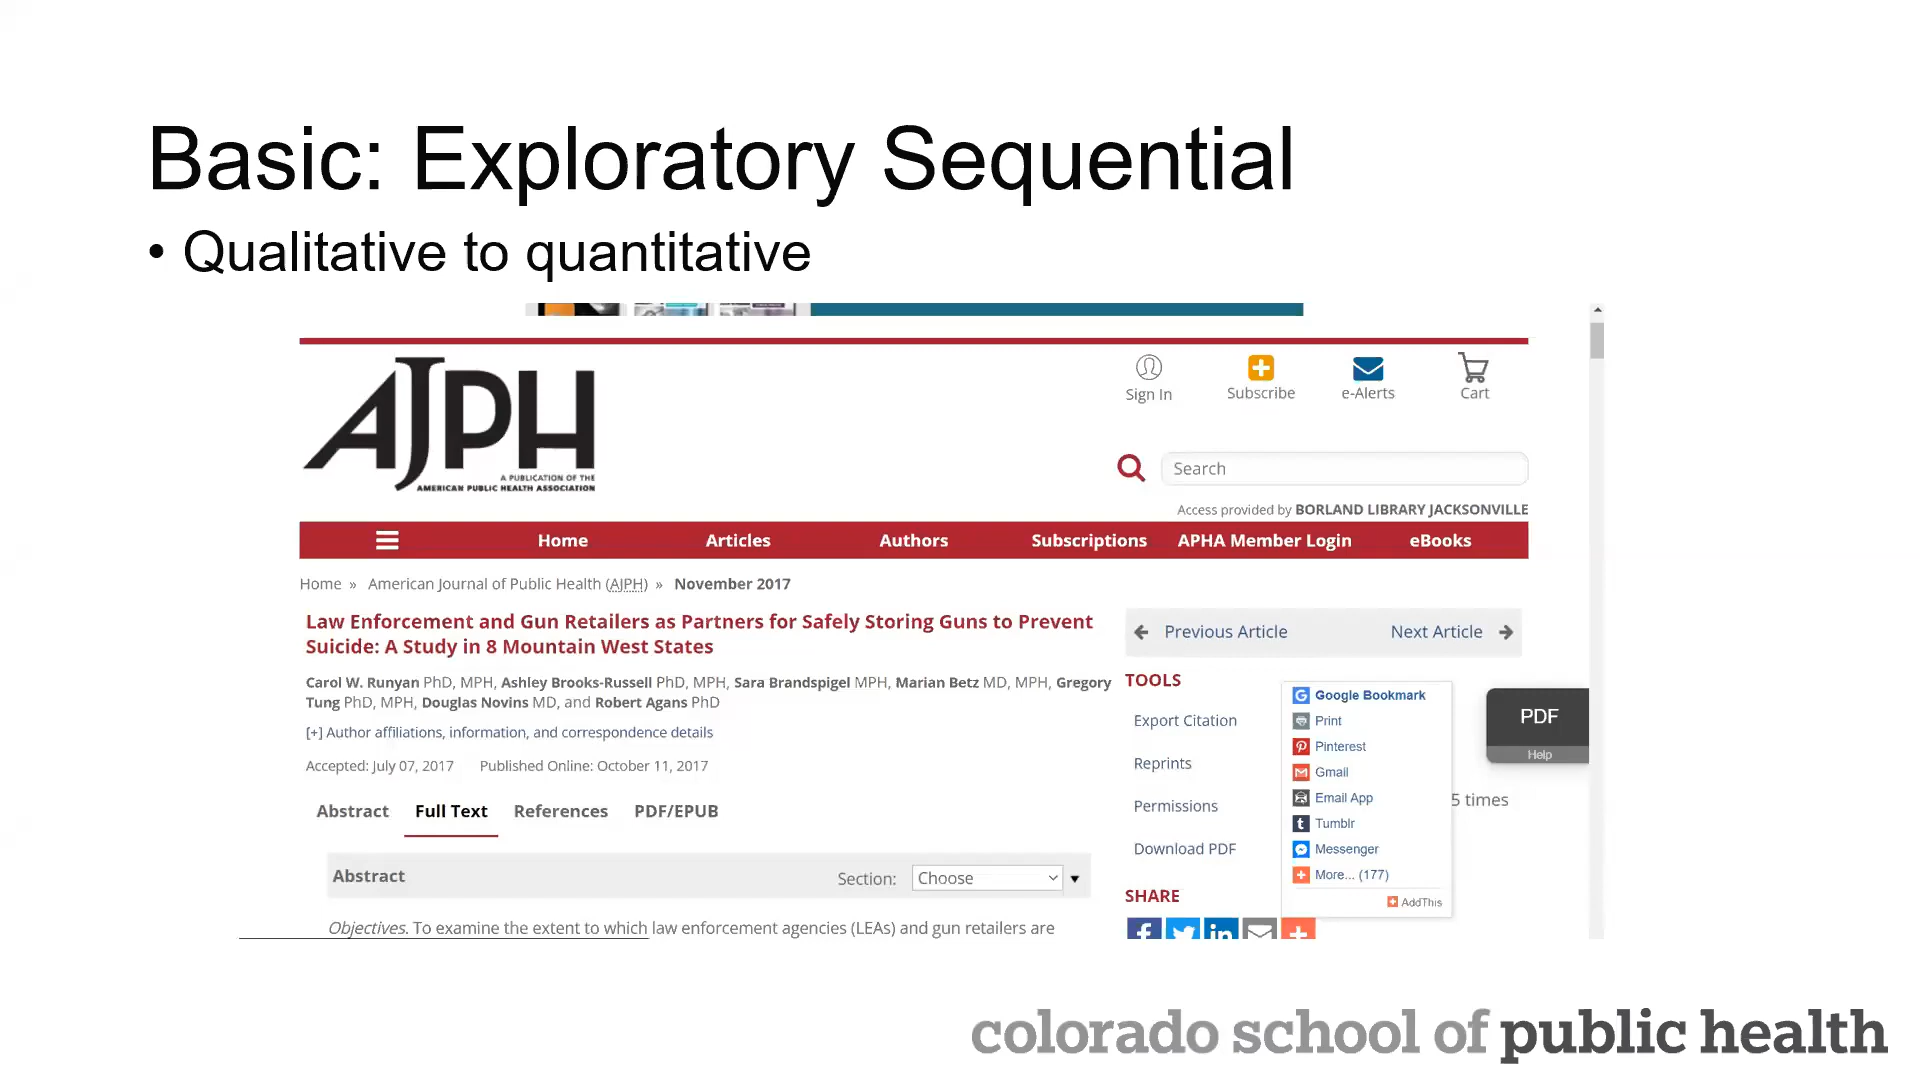 Basic: Exploratory Sequential
• Qualitative to quantitative
AJPH
A PUBLICATION OF THE
AMERICAN PUBLIC HEALTH ASSOCIATION
Sign In
Subscribe
e-Alerts
Cart
Search
Access provided by BORLAND LIBRARY JACKSONVILLE
Home Articles Authors Subscriptions APHA Member Login eBooks
Home » American Journal of Public Health (AJPH) » November 2017
Law Enforcement and Gun Retailers as Partners for Safely Storing Guns to Prevent
Suicide: A Study in 8 Mountain West States
Carol W. Runyan PhD, MPH, Ashley Brooks-Russell PhD, MPH, Sara Brandspigel MPH, Marian Betz MD, MPH, Gregory
Tung PhD, MPH, Douglas Novins MD, and Robert Agans PhD
[+] Author affiliations, information, and correspondence details
Accepted: July 07, 2017 Published Online: October 11, 2017
Abstract Full Text References PDF/EPUB
Abstract
Section: Choose
Objectives. To examine the extent to which law enforcement agencies (LEAs) and gun retailers are
Previous Article Next Article
TOOLS
Export Citation
Reprints
Permissions
Download PDF
SHARE
Google Bookmark
Print
Pinterest
Gmail
Email App
Tumblr
Messenger
More... (177)
AddThis
PDF
Help
5 times
colorado school of public health